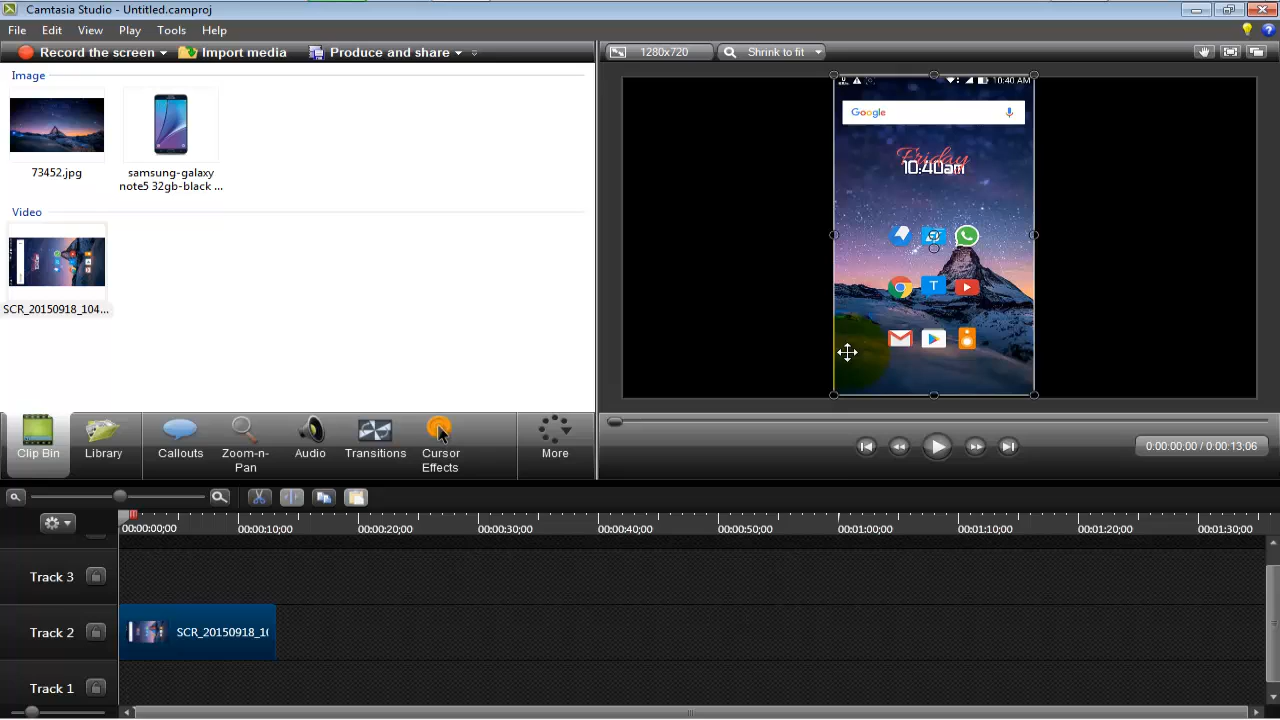 Camtasia Studio - Untitled.camproj
File Edit View Play Tools Help
Record the screen Import media Produce and share
1280x720 Shrink to fit
Image
73452.jpg
samsung-galaxy
note5 32gb-black ...
Video
SCR_20150918_104...
10:40 AM
Google
Friday
10:40am
T
Clip Bin Library Callouts Zoom-n-Pan Audio Transitions Cursor Effects More
0:00:00;00 / 0:00:13;06
00:00:00;00 00:00:10;00 00:00:20;00 00:00:30;00 00:00:40;00 00:00:50;00 00:01:00;00 00:01:10;00 00:01:20;00 00:01:30;00
Track 3
Track 2 SCR_20150918_10
Track 1